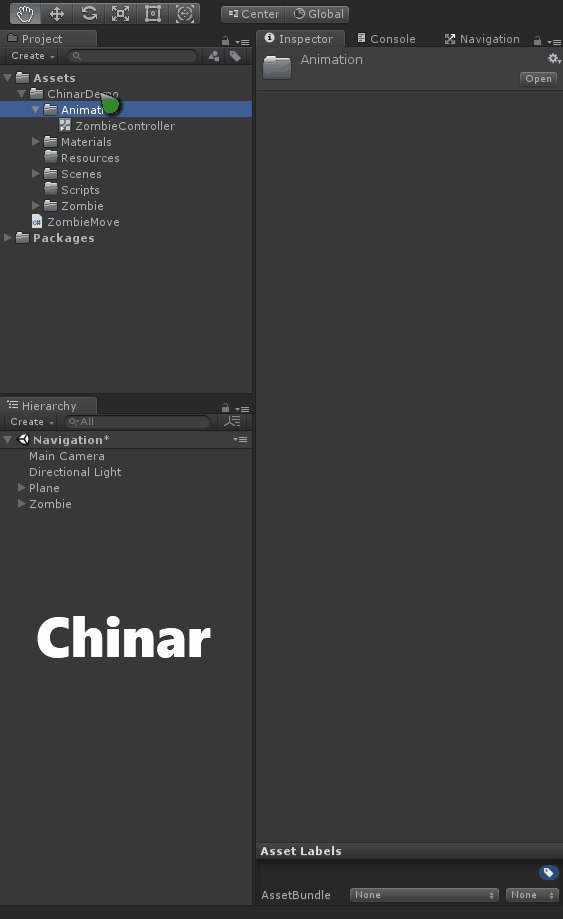 Center Global
Project
Create
Assets
ChinarDemo
ZombieController
Materials
Resources
Scenes
Scripts
Zombie
ZombieMove
Packages
Hierarchy
Create All
Navigation*
Main Camera
Directional Light
Plane
Zombie
Chinar
Inspector Console Navigation
Animation
Open
Asset Labels
AssetBundle None None